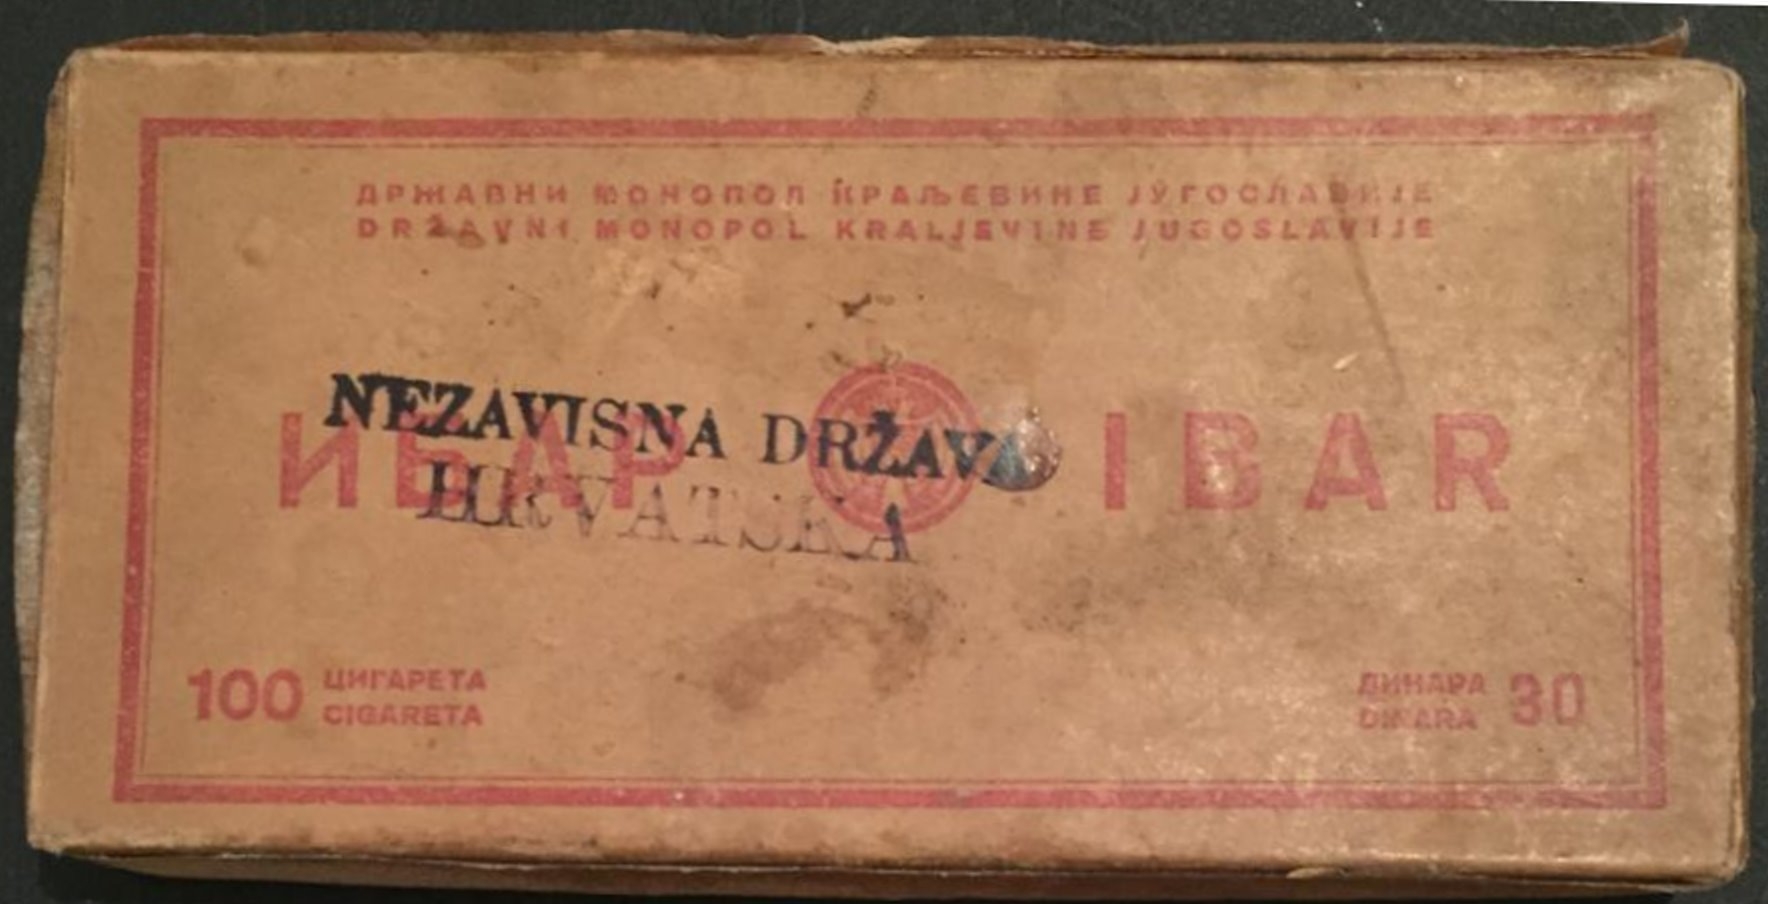 ДРЖАВНИ МОНОПОЛ КРАЉЕВИНЕ ЈУГОСЛАВИЈЕ
DRŽAVNI MONOPOL KRALJEVINE JUGOSLAVIJE
NEZAVISNA DRŽAVA
HRVATSKA
ИБАР IBAR
100 ЦИГАРЕТА
CIGARETA
ДИНАРА 30
DINARA